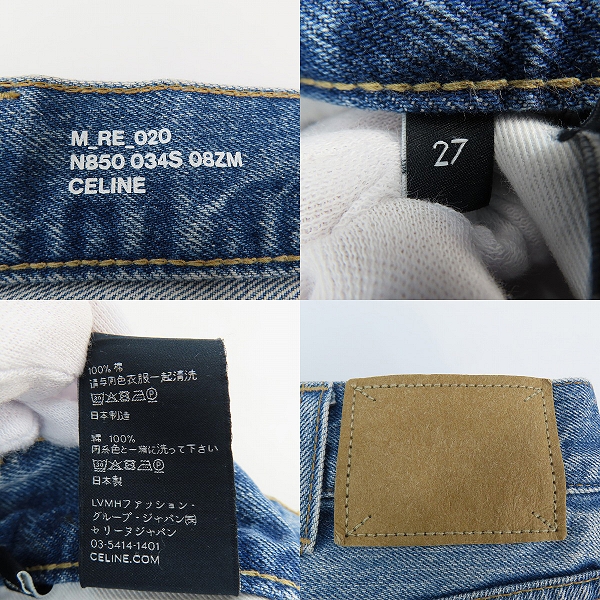 M_RE_020
N850 034S 08ZM
CELINE
27
100% 棉
请与同色衣服一起清洗
日本制造
綿 100%
同系色と一緒に洗って下さい
日本製
LVMHファッション・
グループ・ジャパン㈱
セリーヌジャパン
03-5414-1401
CELINE.COM